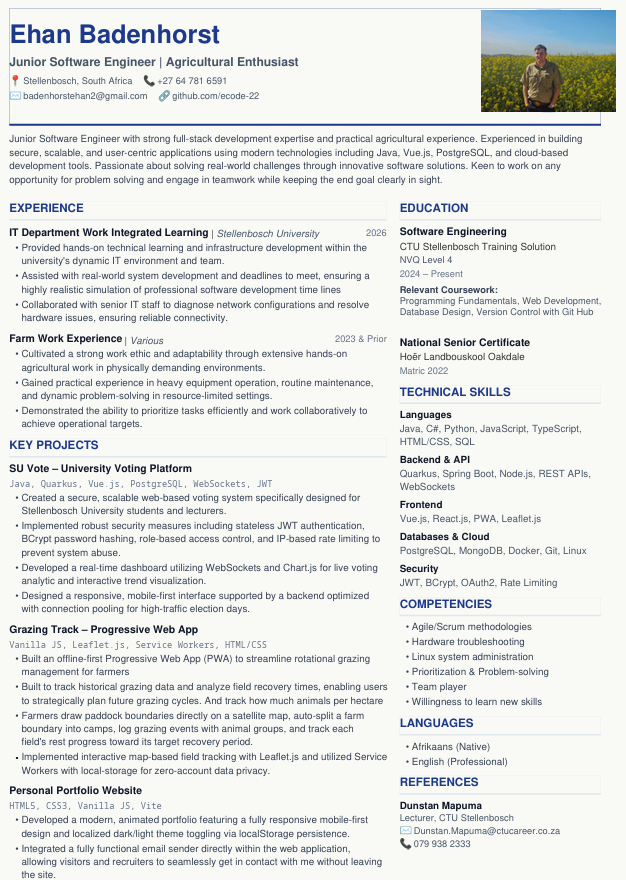 Ehan Badenhorst
Junior Software Engineer | Agricultural Enthusiast
📍 Stellenbosch, South Africa 📞 +27 64 781 6591
✉️ badenhorstehan2@gmail.com 🔗 github.com/ecode-22
Junior Software Engineer with strong full-stack development expertise and practical agricultural experience. Experienced in building
secure, scalable, and user-centric applications using modern technologies including Java, Vue.js, PostgreSQL, and cloud-based
development tools. Passionate about solving real-world challenges through innovative software solutions. Keen to work on any
opportunity for problem solving and engage in teamwork while keeping the end goal clearly in sight.
EXPERIENCE
IT Department Work Integrated Learning | Stellenbosch University 2026
• Provided hands-on technical learning and infrastructure development within the
university's dynamic IT environment and team.
• Assisted with real-world system development and deadlines to meet, ensuring a
highly realistic simulation of professional software development time lines
• Collaborated with senior IT staff to diagnose network configurations and resolve
hardware issues, ensuring reliable connectivity.
Farm Work Experience | Various 2023 & Prior
• Cultivated a strong work ethic and adaptability through extensive hands-on
agricultural work in physically demanding environments.
• Gained practical experience in heavy equipment operation, routine maintenance,
and dynamic problem-solving in resource-limited settings.
• Demonstrated the ability to prioritize tasks efficiently and work collaboratively to
achieve operational targets.
KEY PROJECTS
SU Vote – University Voting Platform
Java, Quarkus, Vue.js, PostgreSQL, WebSockets, JWT
• Created a secure, scalable web-based voting system specifically designed for
Stellenbosch University students and lecturers.
• Implemented robust security measures including stateless JWT authentication,
BCrypt password hashing, role-based access control, and IP-based rate limiting to
prevent system abuse.
• Developed a real-time dashboard utilizing WebSockets and Chart.js for live voting
analytic and interactive trend visualization.
• Designed a responsive, mobile-first interface supported by a backend optimized
with connection pooling for high-traffic election days.
Grazing Track – Progressive Web App
Vanilla JS, Leaflet.js, Service Workers, HTML/CSS
• Built an offline-first Progressive Web App (PWA) to streamline rotational grazing
management for farmers
• Built to track historical grazing data and analyze field recovery times, enabling users
to strategically plan future grazing cycles. And track how much animals per hectare
• Farmers draw paddock boundaries directly on a satellite map, auto-split a farm
boundary into camps, log grazing events with animal groups, and track each
field's rest progress toward its target recovery period.
• Implemented interactive map-based field tracking with Leaflet.js and utilized Service
Workers with local-storage for zero-account data privacy.
Personal Portfolio Website
HTML5, CSS3, Vanilla JS, Vite
• Developed a modern, animated portfolio featuring a fully responsive mobile-first
design and localized dark/light theme toggling via localStorage persistence.
• Integrated a fully functional email sender directly within the web application,
allowing visitors and recruiters to seamlessly get in contact with me without leaving
the site.
EDUCATION
Software Engineering
CTU Stellenbosch Training Solution
NVQ Level 4
2024 – Present
Relevant Coursework:
Programming Fundamentals, Web Development,
Database Design, Version Control with Git Hub
National Senior Certificate
Hoër Landbouskool Oakdale
Matric 2022
TECHNICAL SKILLS
Languages
Java, C#, Python, JavaScript, TypeScript,
HTML/CSS, SQL
Backend & API
Quarkus, Spring Boot, Node.js, REST APIs,
WebSockets
Frontend
Vue.js, React.js, PWA, Leaflet.js
Databases & Cloud
PostgreSQL, MongoDB, Docker, Git, Linux
Security
JWT, BCrypt, OAuth2, Rate Limiting
COMPETENCIES
• Agile/Scrum methodologies
• Hardware troubleshooting
• Linux system administration
• Prioritization & Problem-solving
• Team player
• Willingness to learn new skills
LANGUAGES
• Afrikaans (Native)
• English (Professional)
REFERENCES
Dunstan Mapuma
Lecturer, CTU Stellenbosch
✉️ Dunstan.Mapuma@ctucareer.co.za
📞 079 938 2333